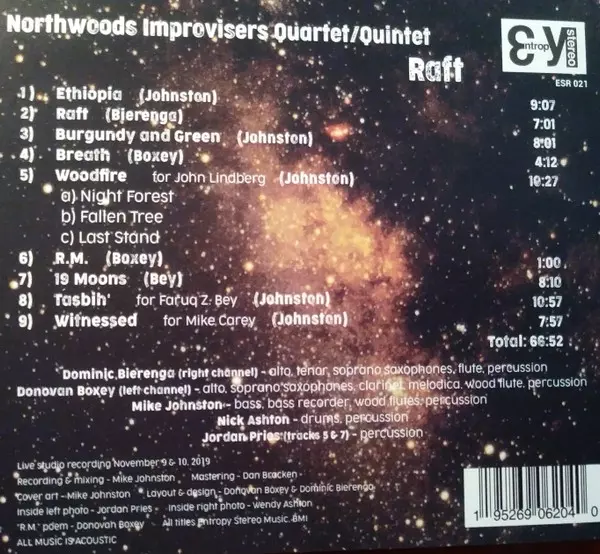 Northwoods Improvisers Quartet/Quintet
Entropy stereo
Raft
ESR 021
1) Ethiopia (Johnston) 9:07
2) Raft (Bierenga) 7:01
3) Burgundy and Green (Johnston) 8:01
4) Breath (Boxey) 4:12
5) Woodfire for John Lindberg (Johnston) 10:27
a) Night Forest
b) Fallen Tree
c) Last Stand
6) R.M. (Boxey) 1:00
7) 19 Moons (Bey) 8:10
8) Tasbih' for Faruq Z. Bey (Johnston) 10:57
9) Witnessed for Mike Carey (Johnston) 7:57
Total: 66:52
Dominic Bierenga (right channel) - alto, tenor, soprano saxophones, flute, percussion
Donovan Boxey (left channel) - alto, soprano saxophones, clarinet, melodica, wood flute, percussion
Mike Johnston - bass, bass recorder, wood flutes, percussion
Nick Ashton - drums, percussion
Jordan Pries (tracks 5 & 7) - percussion
Live studio recording November 9 & 10, 2019
Recording & mixing - Mike Johnston Mastering - Dan Bracken
Cover art - Mike Johnston Layout & design - Donovan Boxey & Dominic Bierenga
Inside left photo - Jordan Pries Inside right photo - Wendy Ashton
"R.M." poem - Donovan Boxey All titles Entropy Stereo Music. BMI
ALL MUSIC IS ACOUSTIC
1 95269 06204 0